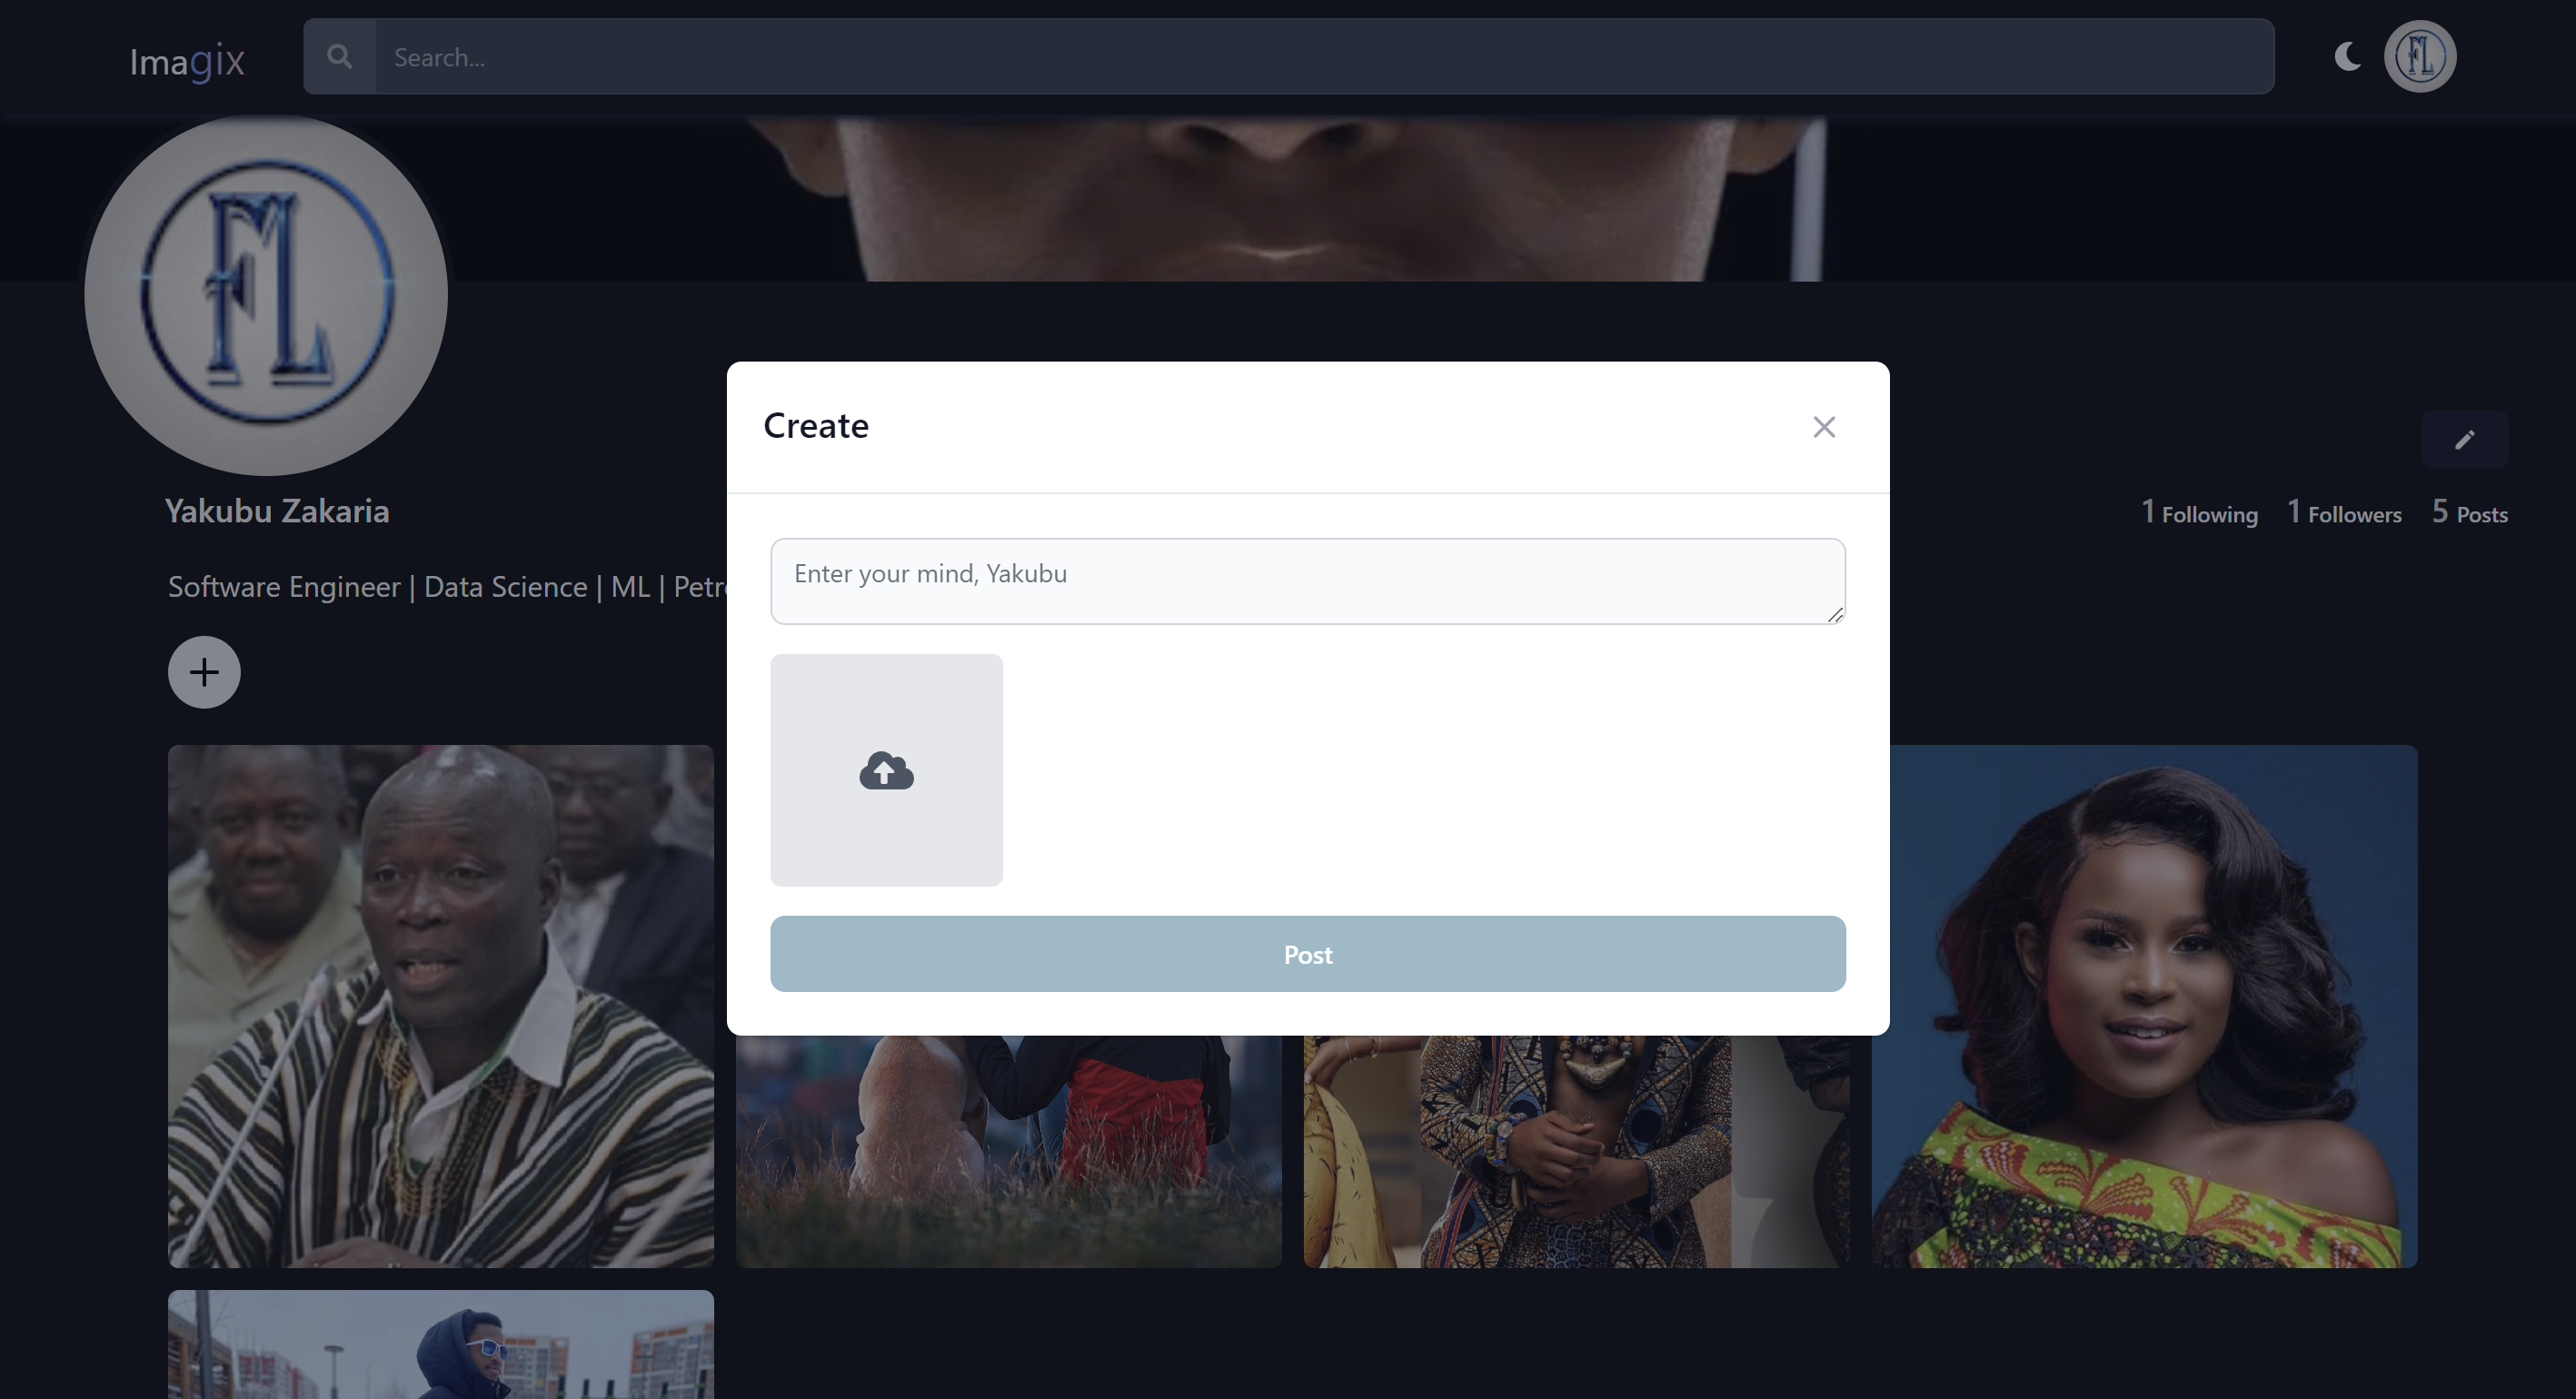 Imagix
Search...
FL
FL
Create
Yakubu Zakaria
1 Following 1 Followers 5 Posts
Enter your mind, Yakubu
Software Engineer | Data Science | ML |
Post